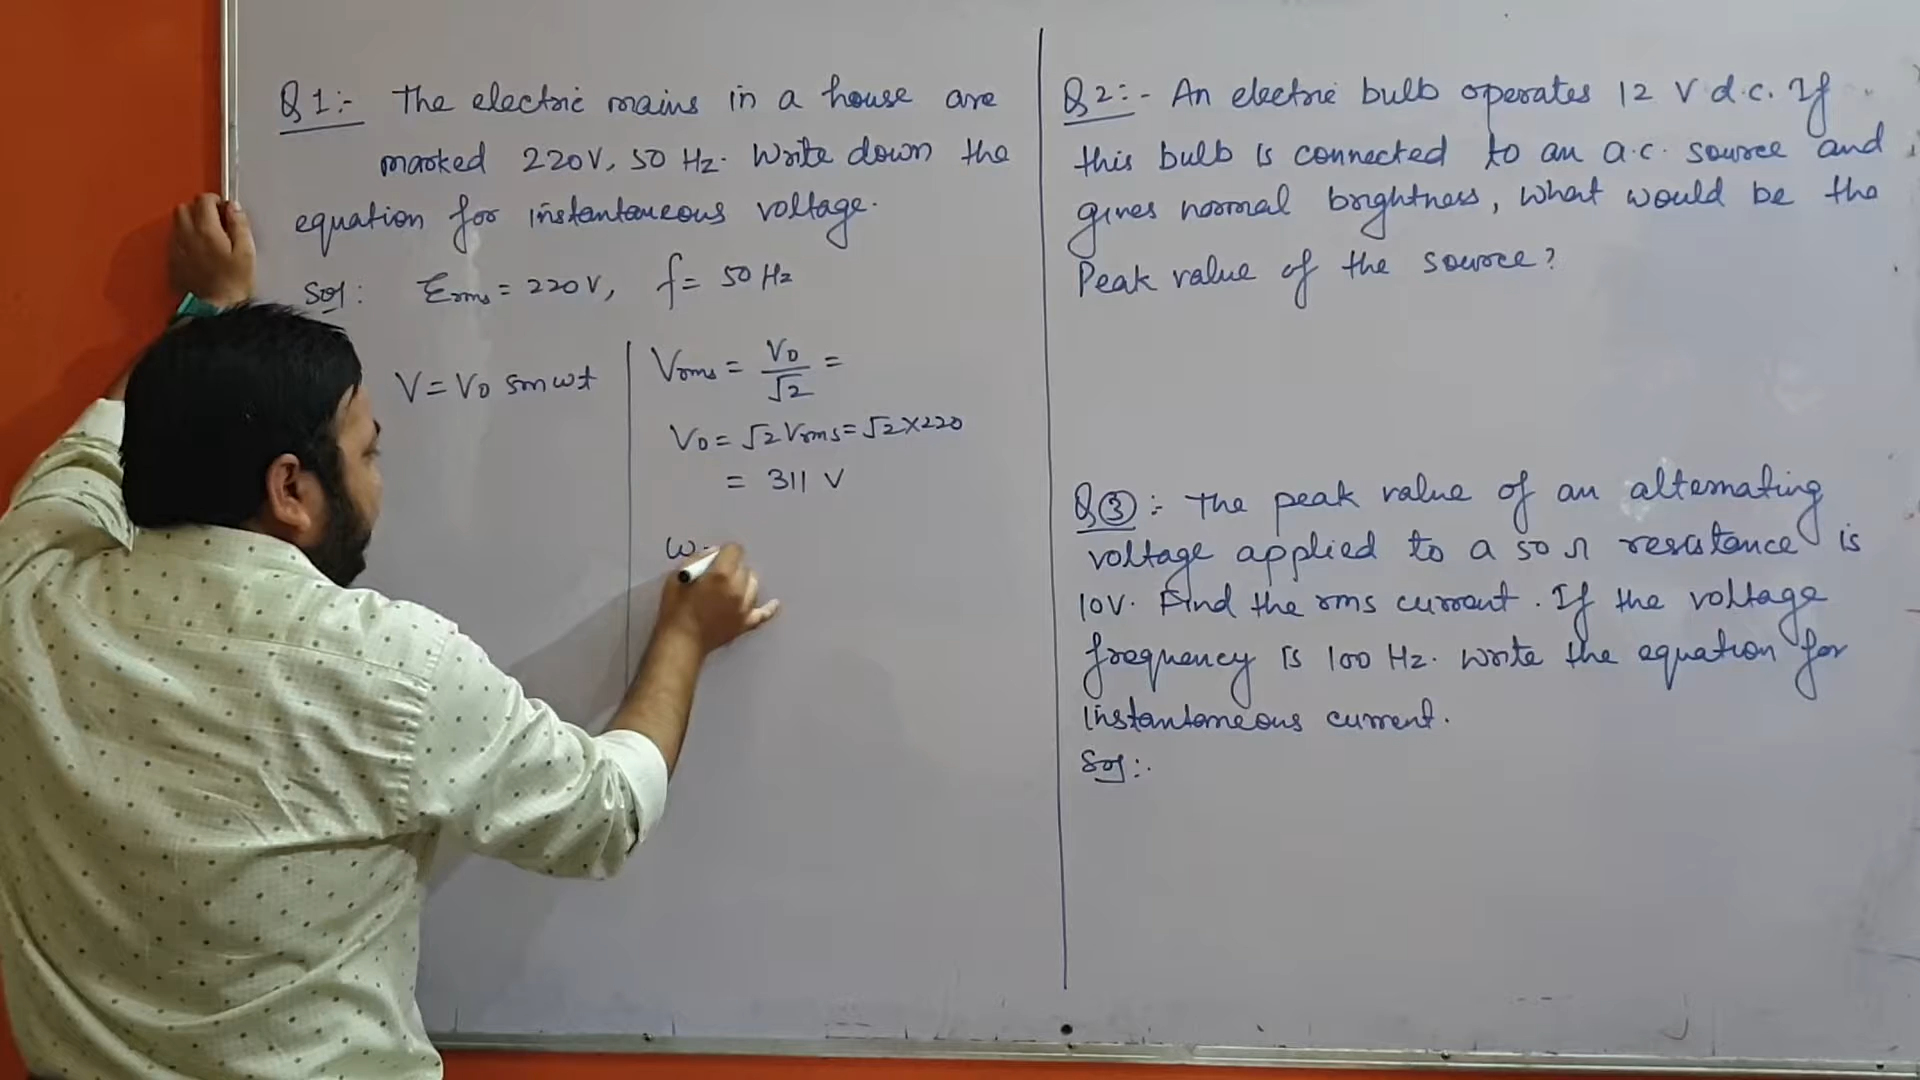 Q1:- The electric mains in a house are
marked 220V, 50 Hz. Write down the
equation for instantaneous voltage.
Sol: Ɛrms = 220V, f = 50 Hz
V = V0 sin ωt
Vrms = V0/√2 =
V0 = √2 Vrms = √2 × 220
= 311 V
ω
Q2:- An electric bulb operates 12 V d.c. If
this bulb is connected to an a.c. source and
gives normal brightness, what would be the
Peak value of the source?
Q③:- The peak value of an alternating
voltage applied to a 50 Ω resistance is
10V. Find the rms current. If the voltage
frequency is 100 Hz. Write the equation for
instantaneous current.
Sol:.